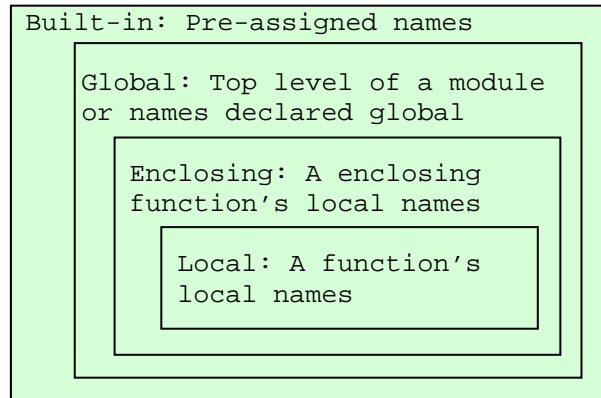 Built-in: Pre-assigned names
Global: Top level of a module
or names declared global
Enclosing: A enclosing
function’s local names
Local: A function’s
local names